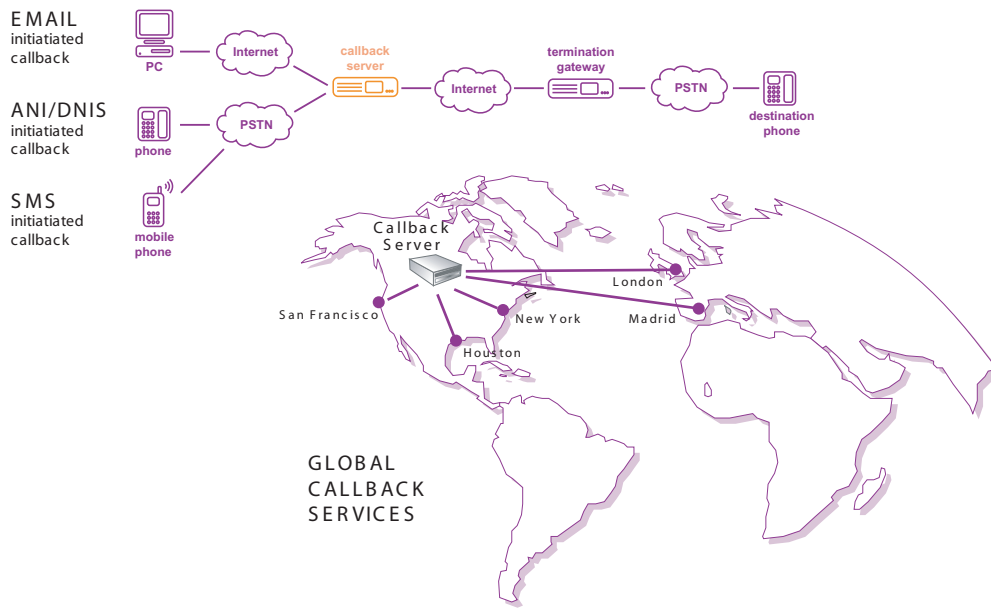 EMAIL
initiatiated
callback
PC
Internet
callback
server
Internet
termination
gateway
PSTN
destination
phone
ANI/DNIS
initiatiated
callback
phone
PSTN
SMS
initiatiated
callback
mobile
phone
Callback
Server
San Francisco
New York
Houston
London
Madrid
GLOBAL
CALLBACK
SERVICES